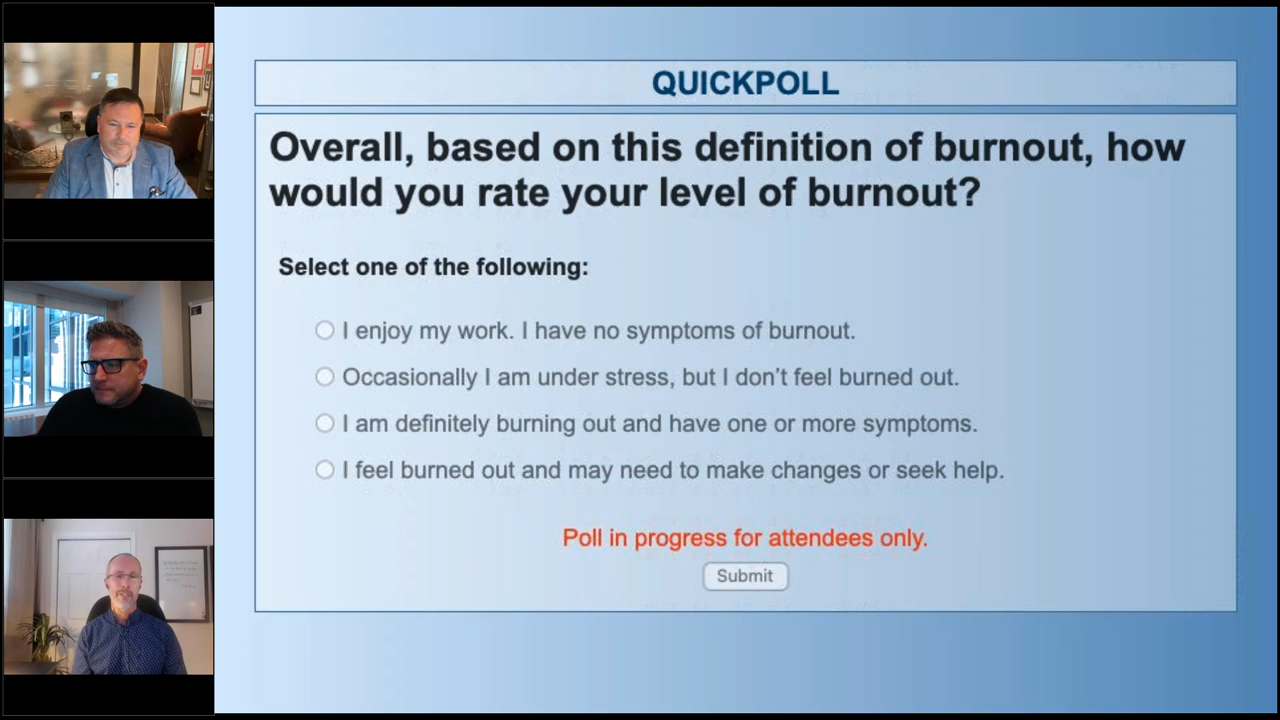 QUICKPOLL
Overall, based on this definition of burnout, how
would you rate your level of burnout?
Select one of the following:
I enjoy my work. I have no symptoms of burnout.
Occasionally I am under stress, but I don’t feel burned out.
I am definitely burning out and have one or more symptoms.
I feel burned out and may need to make changes or seek help.
Poll in progress for attendees only.
Submit